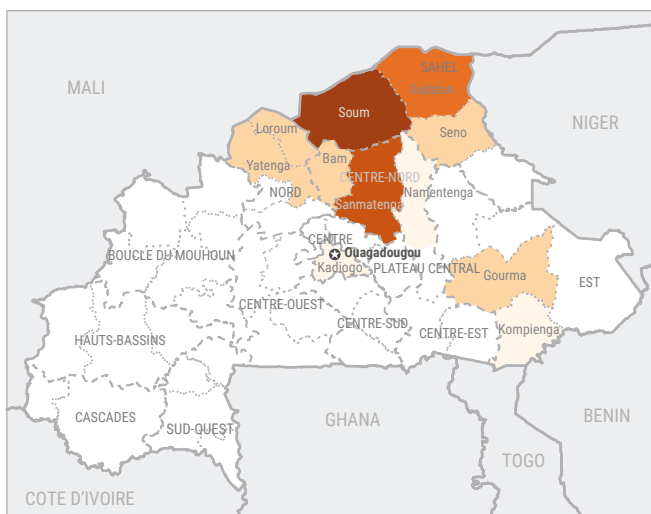 SAHEL
MALI
Oudalan
Soum
NIGER
Loroum
Seno
Bam
Yatenga
CENTRE-NORD
NORD
Namentenga
Sanmatenga
CENTRE
BOUCLE DU MOUHOUN
Ouagadougou
Kadiogo
PLATEAU CENTRAL
Gourma
EST
CENTRE-OUEST
CENTRE-SUD
Kompienga
CENTRE-EST
HAUTS-BASSINS
CASCADES
GHANA
BENIN
SUD-OUEST
TOGO
COTE D'IVOIRE